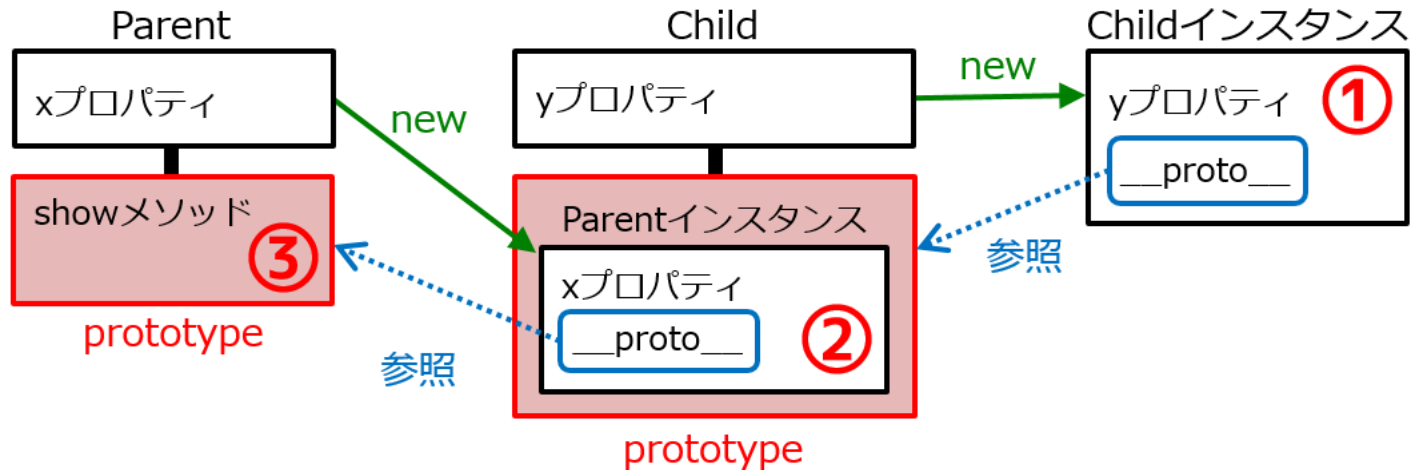 Parent
xプロパティ
showメソッド
③
prototype
new
参照
Child
yプロパティ
Parentインスタンス
xプロパティ
__proto__
②
prototype
new
参照
Childインスタンス
yプロパティ
①
__proto__